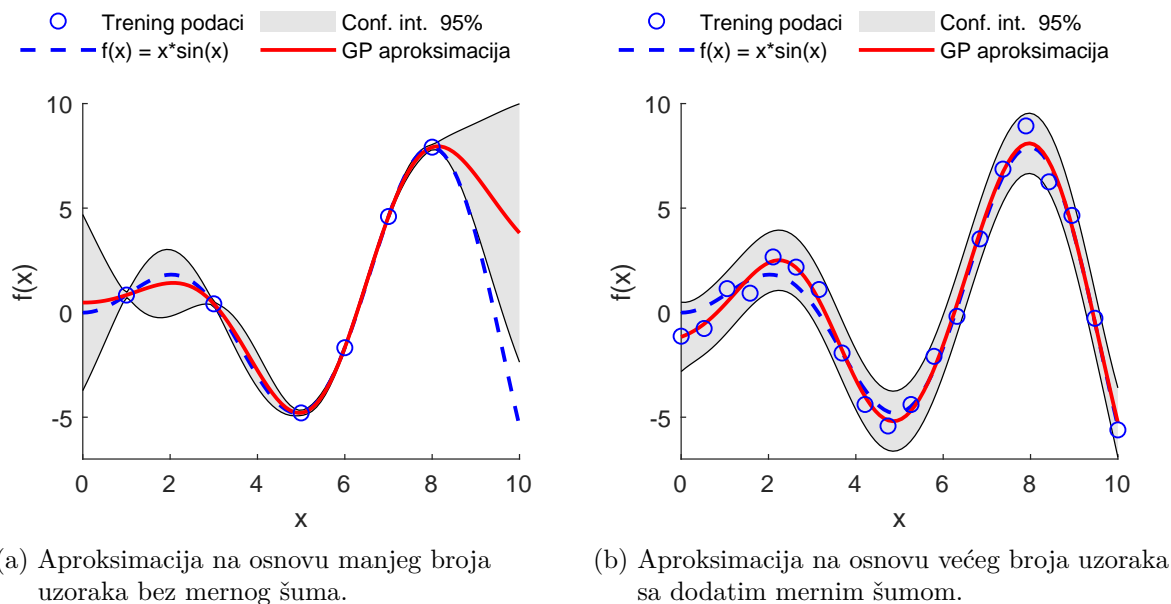 Trening podaci
Conf. int. 95%
f(x) = x*sin(x)
GP aproksimacija
10
5
0
-5
f(x)
0 2 4 6 8 10
x
(a) Aproksimacija na osnovu manjeg broja
uzoraka bez mernog šuma.
Trening podaci
Conf. int. 95%
f(x) = x*sin(x)
GP aproksimacija
10
5
0
-5
f(x)
0 2 4 6 8 10
x
(b) Aproksimacija na osnovu većeg broja uzoraka
sa dodatim mernim šumom.